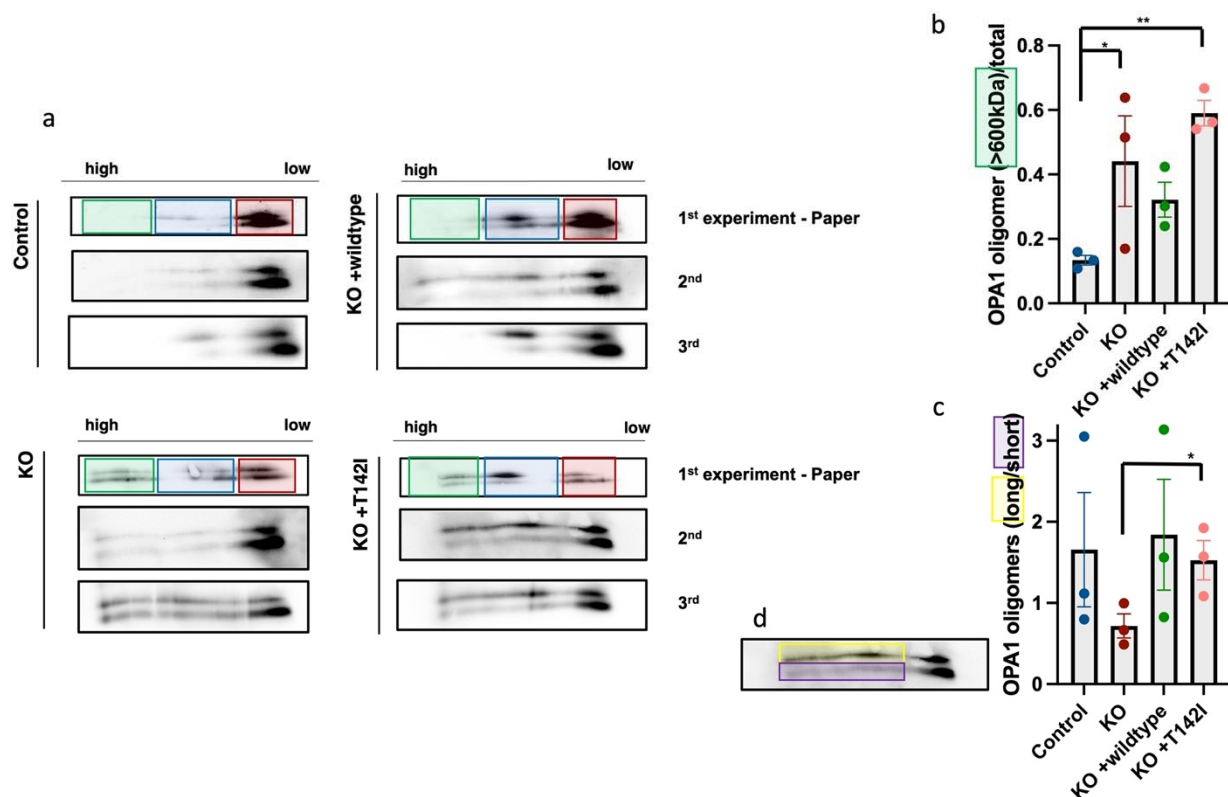 a
high
low
Control
high
low
KO +wildtype
1st experiment - Paper
2nd
3rd
high
low
KO
high
low
KO +T142I
1st experiment - Paper
2nd
3rd
b
**
*
OPA1 oligomer (>600kDa)/total
0.8
0.6
0.4
0.2
0.0
Control
KO
KO +wildtype
KO +T142I
c
*
OPA1 oligomers (long/short)
3
2
1
0
Control
KO
KO +wildtype
KO +T142I
d